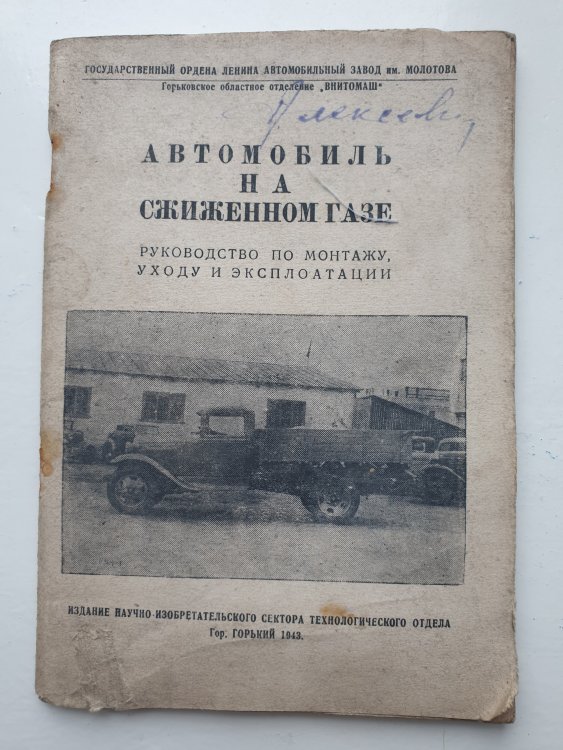 ГОСУДАРСТВЕННЫЙ ОРДЕНА ЛЕНИНА АВТОМОБИЛЬНЫЙ ЗАВОД им. МОЛОТОВА
Горьковское областное отделение „ВНИТОМАШ"
АВТОМОБИЛЬ
НА
СЖИЖЕННОМ ГАЗЕ
РУКОВОДСТВО ПО МОНТАЖУ,
УХОДУ И ЭКСПЛОАТАЦИИ
ИЗДАНИЕ НАУЧНО-ИЗОБРЕТАТЕЛЬСКОГО СЕКТОРА ТЕХНОЛОГИЧЕСКОГО ОТДЕЛА
Гор. ГОРЬКИЙ 1943.